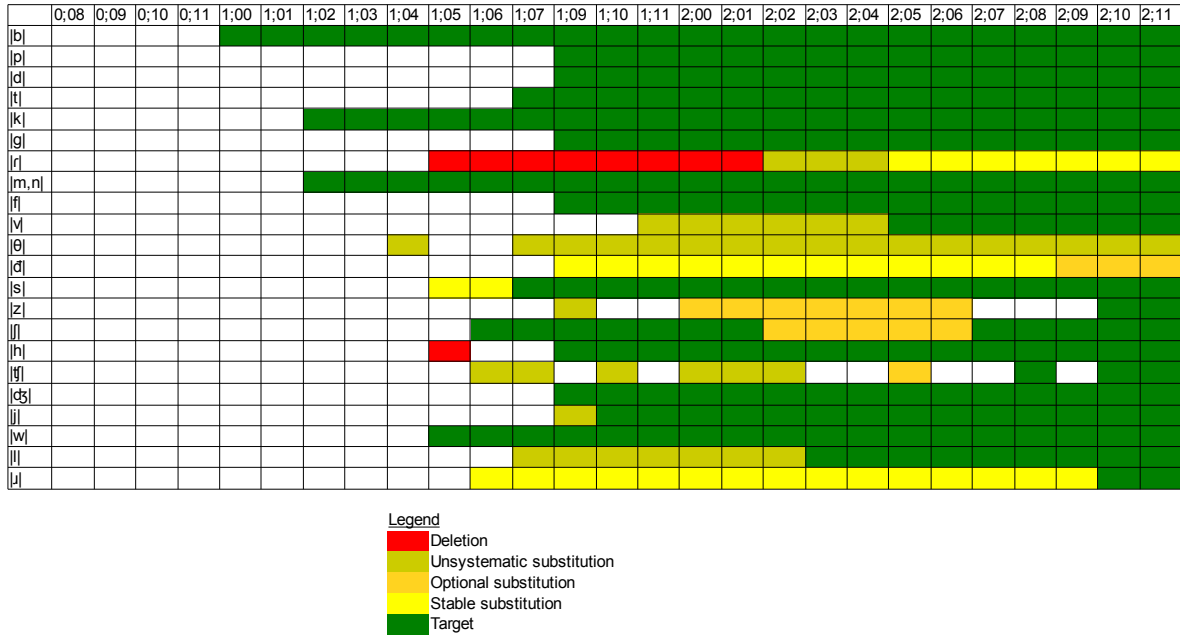 0;08 0;09 0;10 0;11 1;00 1;01 1;02 1;03 1;04 1;05 1;06 1;07 1;09 1;10 1;11 2;00 2;01 2;02 2;03 2;04 2;05 2;06 2;07 2;08 2;09 2;10 2;11
|b|
|p|
|d|
|t|
|k|
|g|
|ɾ|
|m,n|
|f|
|v|
|θ|
|đ|
|s|
|z|
|ʃ|
|h|
|ʧ|
|ʤ|
|j|
|w|
|l|
|ɹ|
Legend
Deletion
Unsystematic substitution
Optional substitution
Stable substitution
Target